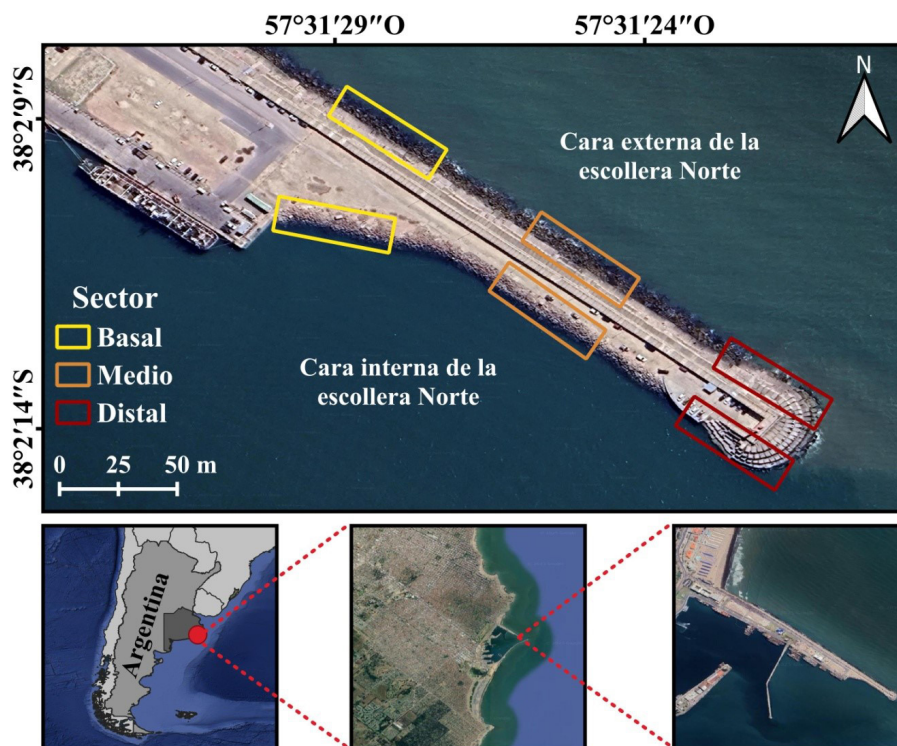 57°31'29"O
57°31'24"O
38°2'9"S
N
Cara externa de la
escollera Norte
Sector
Basal
Medio
Distal
Cara interna de la
escollera Norte
38°2'14"S
0 25 50 m
Argentina